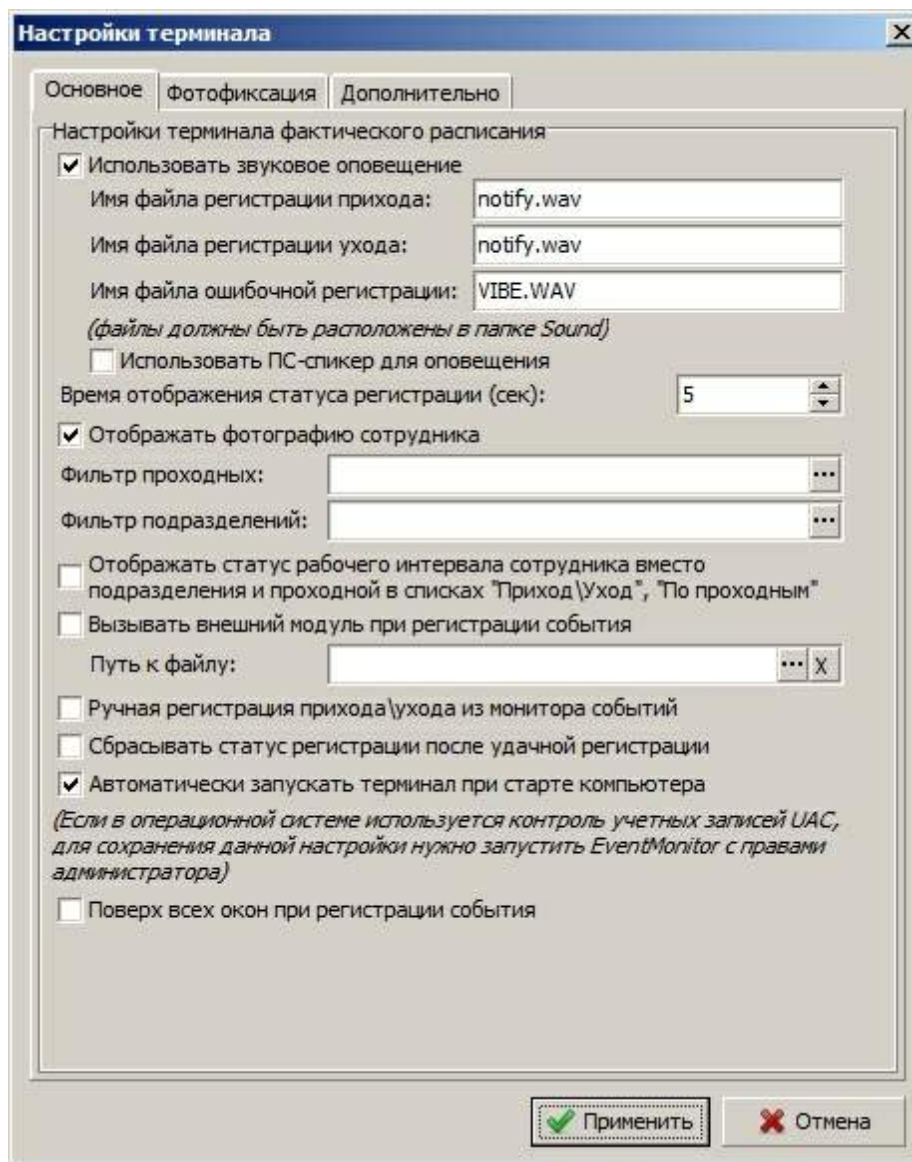 Настройки терминала
Основное Фотофиксация Дополнительно
Настройки терминала фактического расписания
Использовать звуковое оповещение
Имя файла регистрации прихода: notify.wav
Имя файла регистрации ухода: notify.wav
Имя файла ошибочной регистрации: VIBE.WAV
(файлы должны быть расположены в папке Sound)
Использовать ПС-спикер для оповещения
Время отображения статуса регистрации (сек): 5
Отображать фотографию сотрудника
Фильтр проходных: ...
Фильтр подразделений: ...
Отображать статус рабочего интервала сотрудника вместо
подразделения и проходной в списках "Приход\Уход", "По проходным"
Вызывать внешний модуль при регистрации события
Путь к файлу: ... X
Ручная регистрация прихода\ухода из монитора событий
Сбрасывать статус регистрации после удачной регистрации
Автоматически запускать терминал при старте компьютера
(Если в операционной системе используется контроль учетных записей UAC,
для сохранения данной настройки нужно запустить EventMonitor с правами
администратора)
Поверх всех окон при регистрации события
Применить Отмена